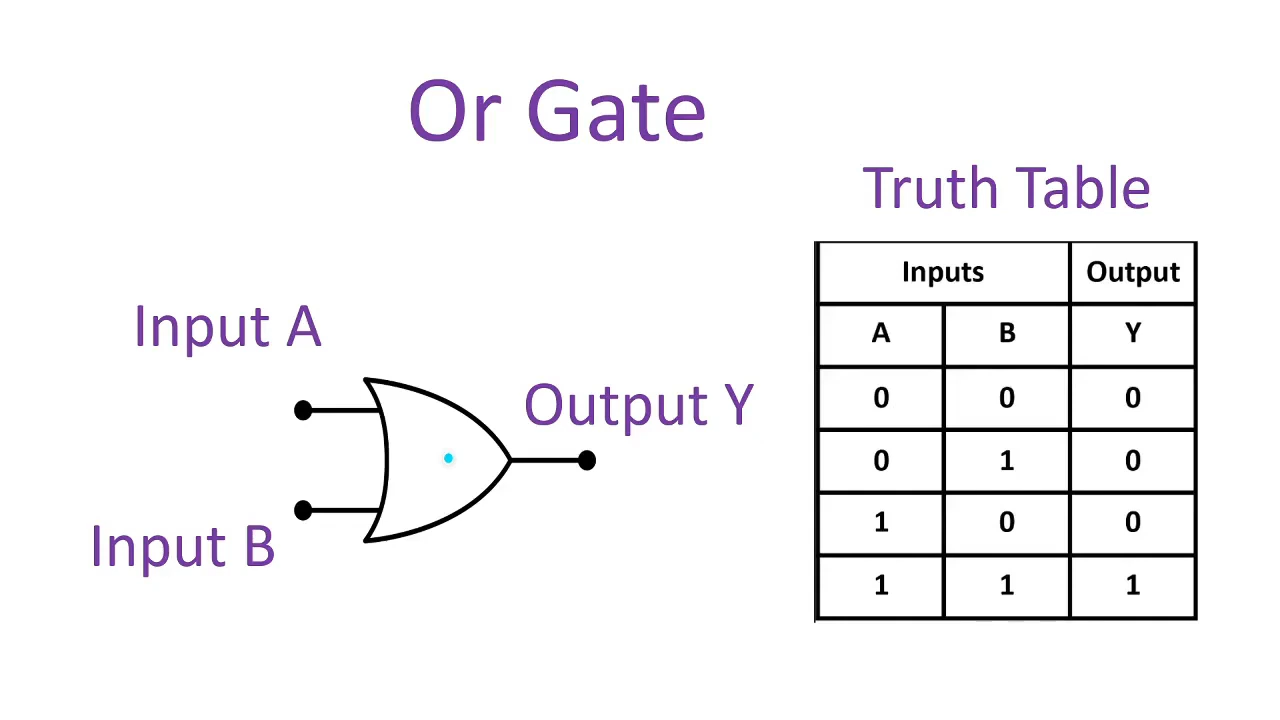 Or Gate
Truth Table
Input A
Input B
Output Y
Inputs Output
A B Y
0 0 0
0 1 0
1 0 0
1 1 1